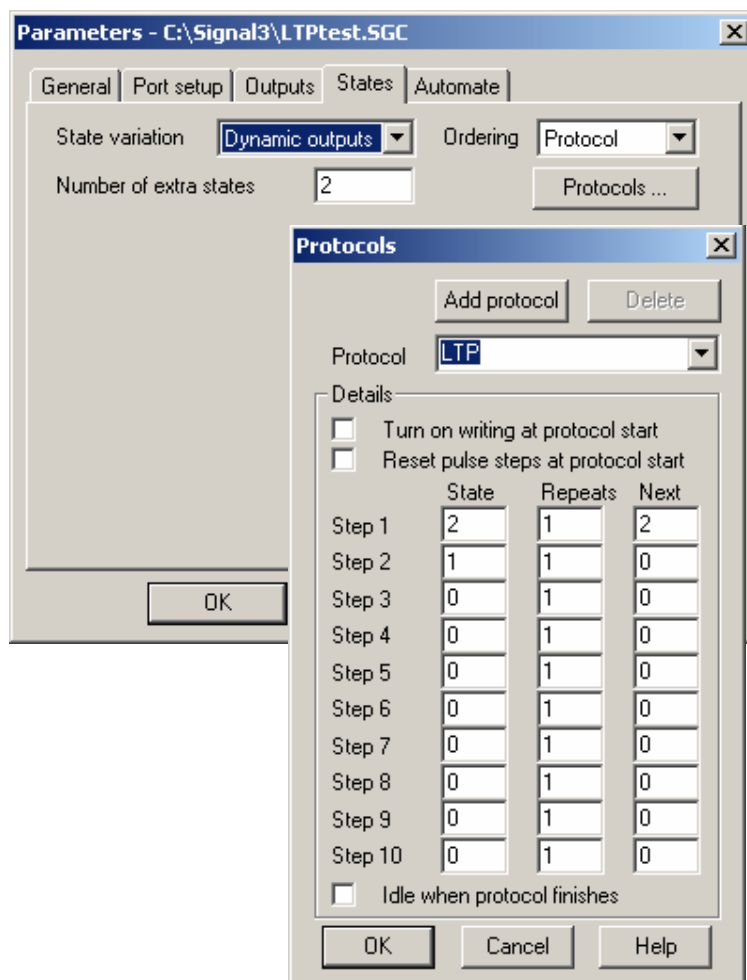 Parameters - C:\Signal3\LTPtest.SGC
General Port setup Outputs States Automate
State variation Dynamic outputs Ordering Protocol
Number of extra states 2 Protocols ...
Protocols
Add protocol Delete
Protocol LTP
Details
Turn on writing at protocol start
Reset pulse steps at protocol start
State Repeats Next
Step 1 2 1 2
Step 2 1 1 0
Step 3 0 1 0
Step 4 0 1 0
Step 5 0 1 0
Step 6 0 1 0
Step 7 0 1 0
Step 8 0 1 0
Step 9 0 1 0
Step 10 0 1 0
Idle when protocol finishes
OK Cancel Help
OK